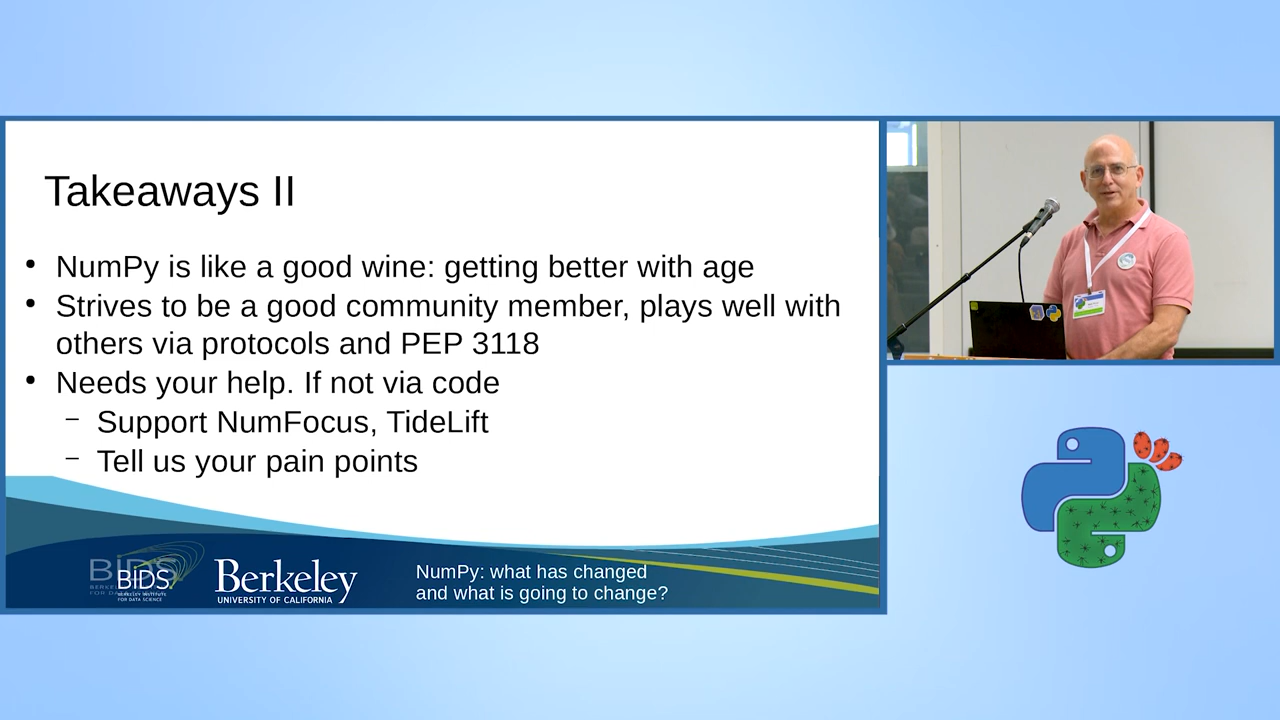 Takeaways II
• NumPy is like a good wine: getting better with age
• Strives to be a good community member, plays well with
others via protocols and PEP 3118
• Needs your help. If not via code
– Support NumFocus, TideLift
– Tell us your pain points
BIDS
BERKELEY INSTITUTE
FOR DATA SCIENCE
Berkeley
UNIVERSITY OF CALIFORNIA
NumPy: what has changed
and what is going to change?